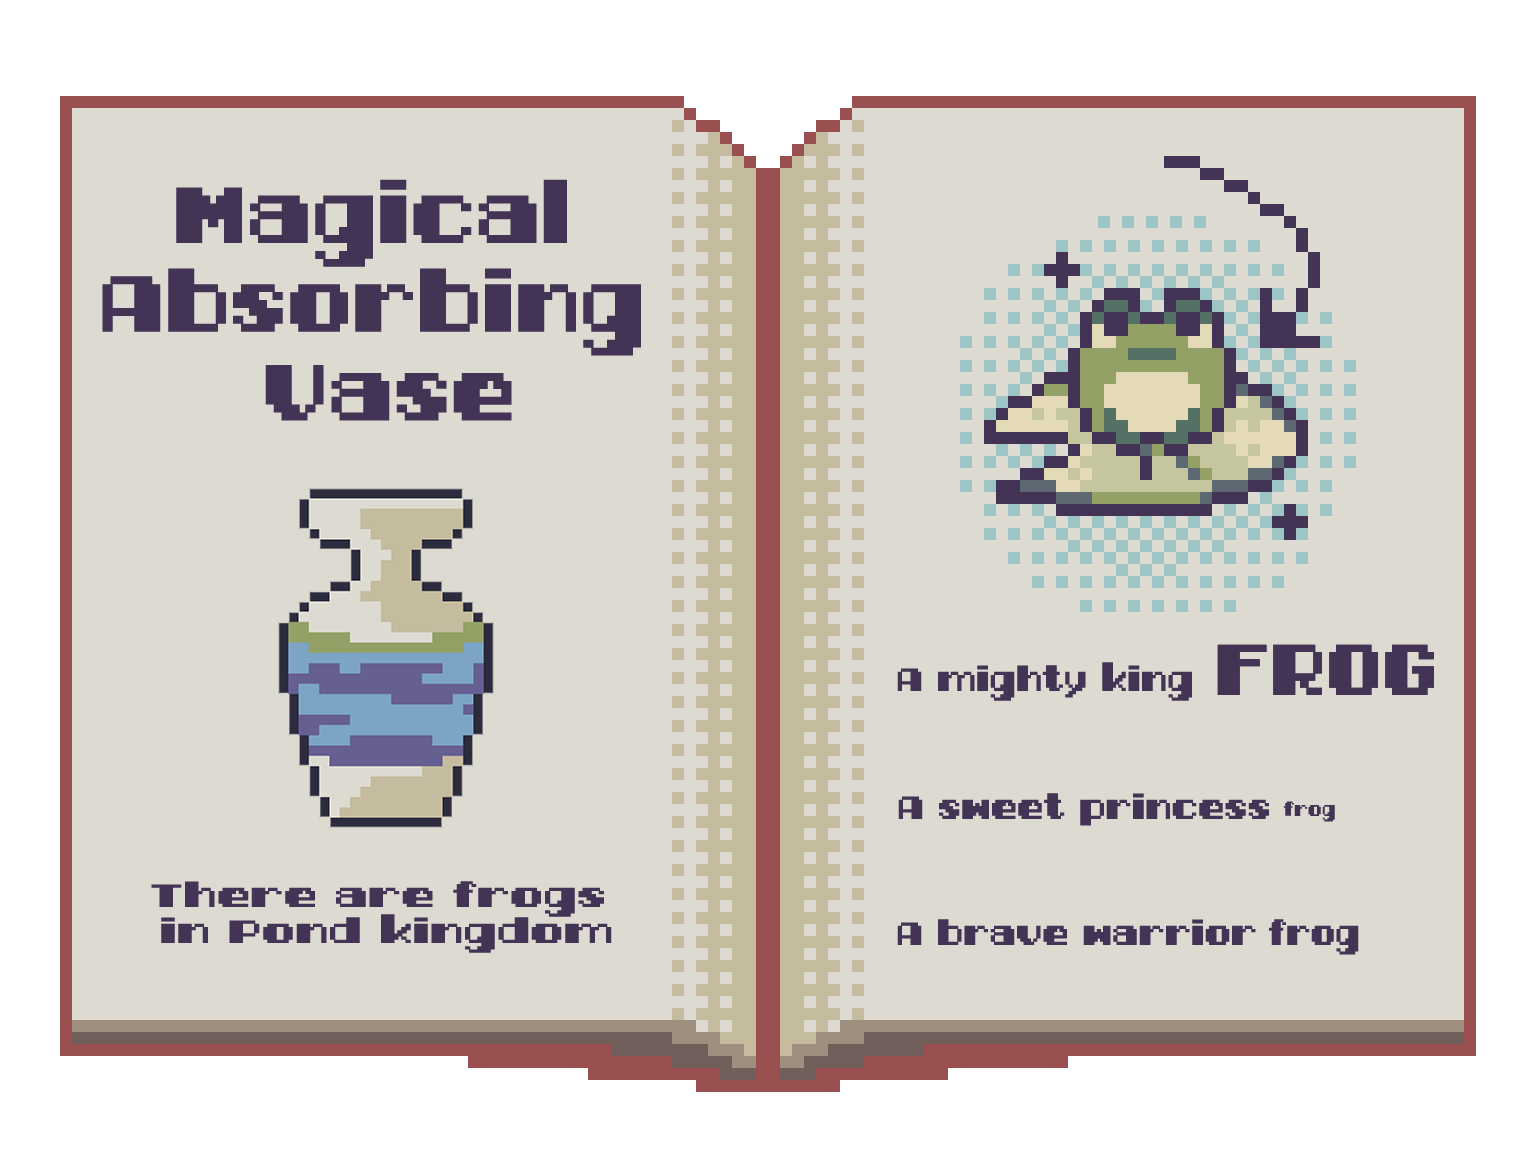 Magical
Absorbing
Vase
There are frogs
in Pond kingdom
A mighty king FROG
A sweet princess frog
A brave warrior frog